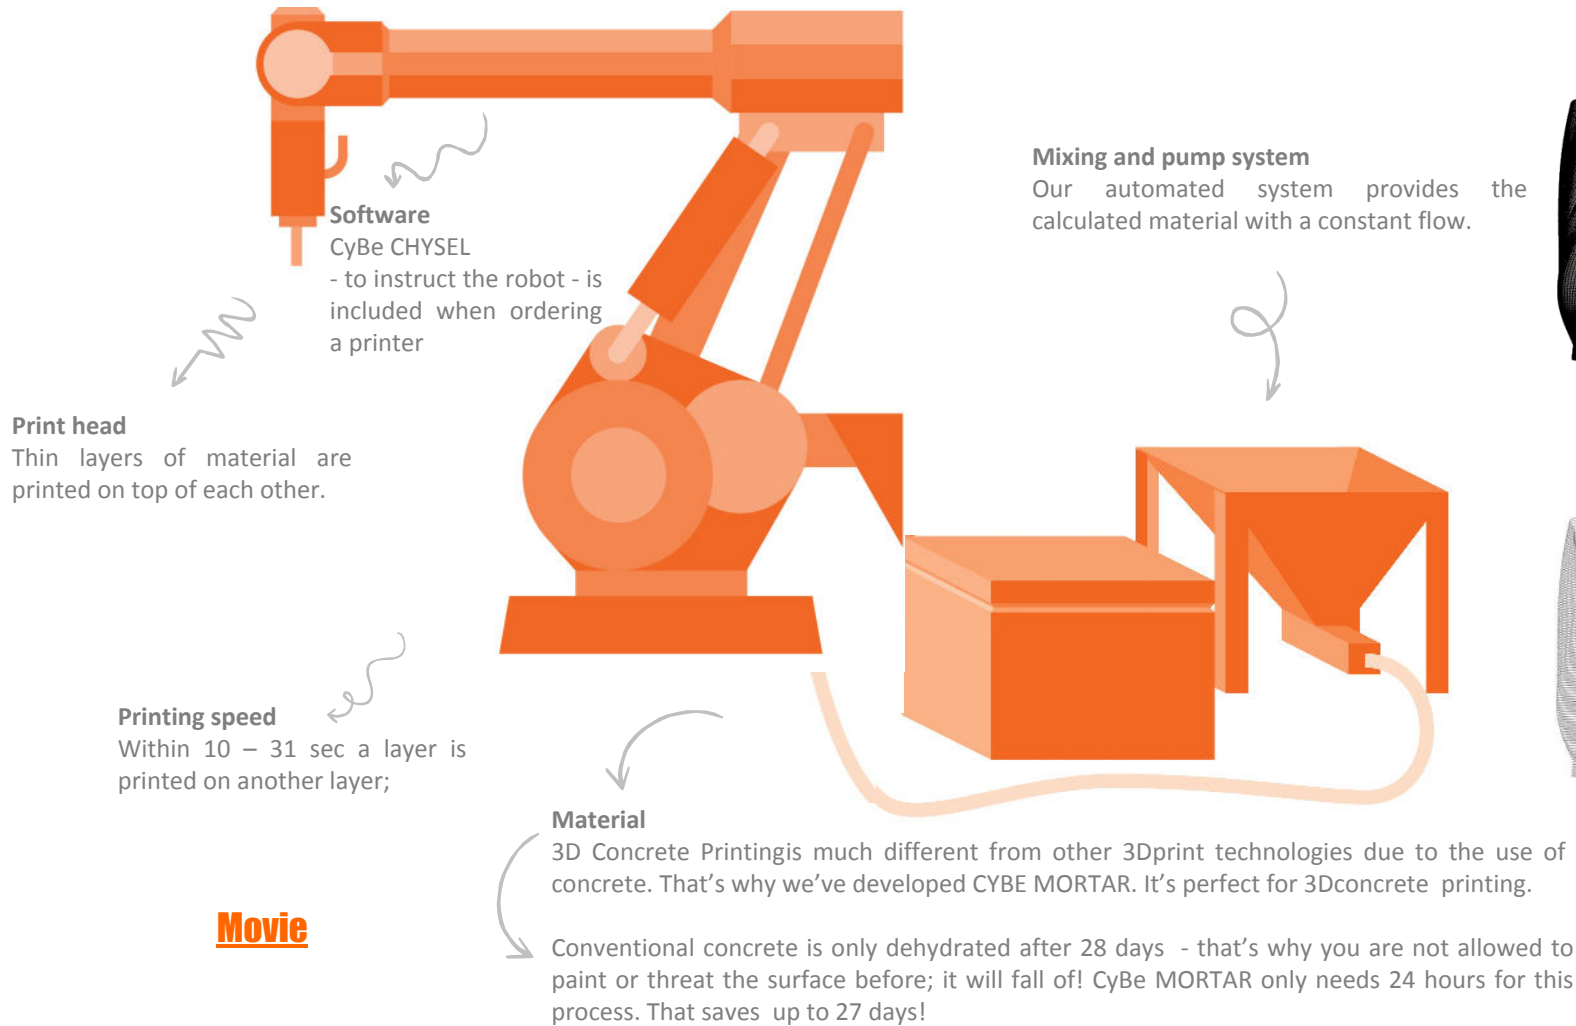 Mixing and pump system
Our automated system provides the
calculated material with a constant flow.
Software
CyBe CHYSEL
- to instruct the robot - is
included when ordering
a printer
Print head
Thin layers of material are
printed on top of each other.
Printing speed
Within 10 – 31 sec a layer is
printed on another layer;
Material
3D Concrete Printingis much different from other 3Dprint technologies due to the use of
concrete. That’s why we’ve developed CYBE MORTAR. It’s perfect for 3Dconcrete printing.
Movie
Conventional concrete is only dehydrated after 28 days - that’s why you are not allowed to
paint or threat the surface before; it will fall of! CyBe MORTAR only needs 24 hours for this
process. That saves up to 27 days!